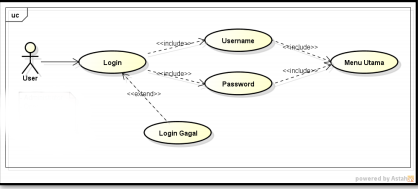 uc
Username
<<include>>
<<include>>
Login
Menu Utama
User
<<include>>
<<include>>
Password
<<extend>>
Login Gagal
powered by Astah